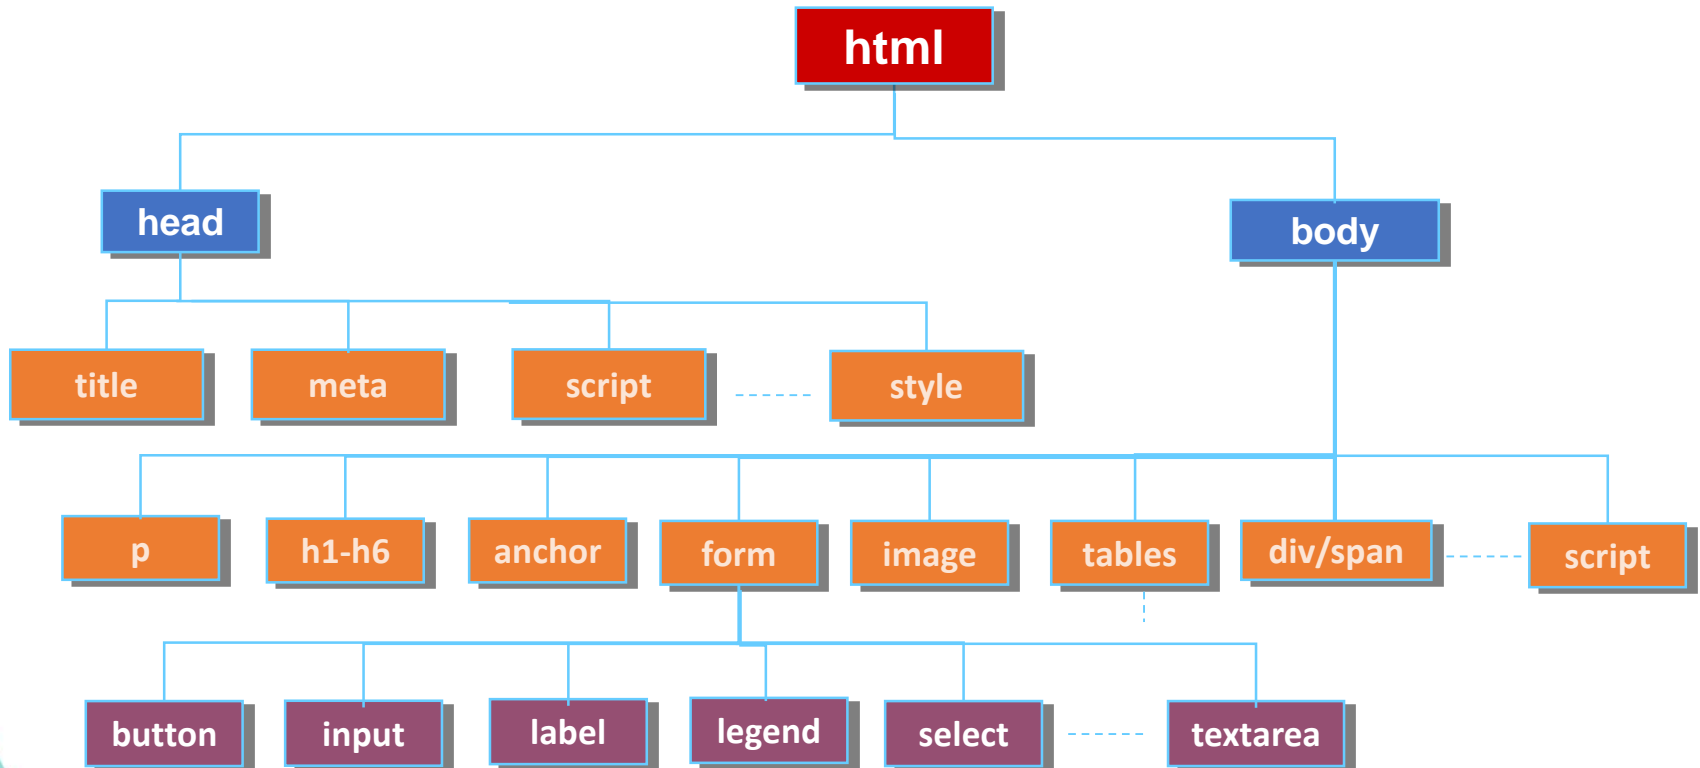 html
head
body
title
meta
script
style
p
h1-h6
anchor
form
image
tables
div/span
script
button
input
label
legend
select
textarea